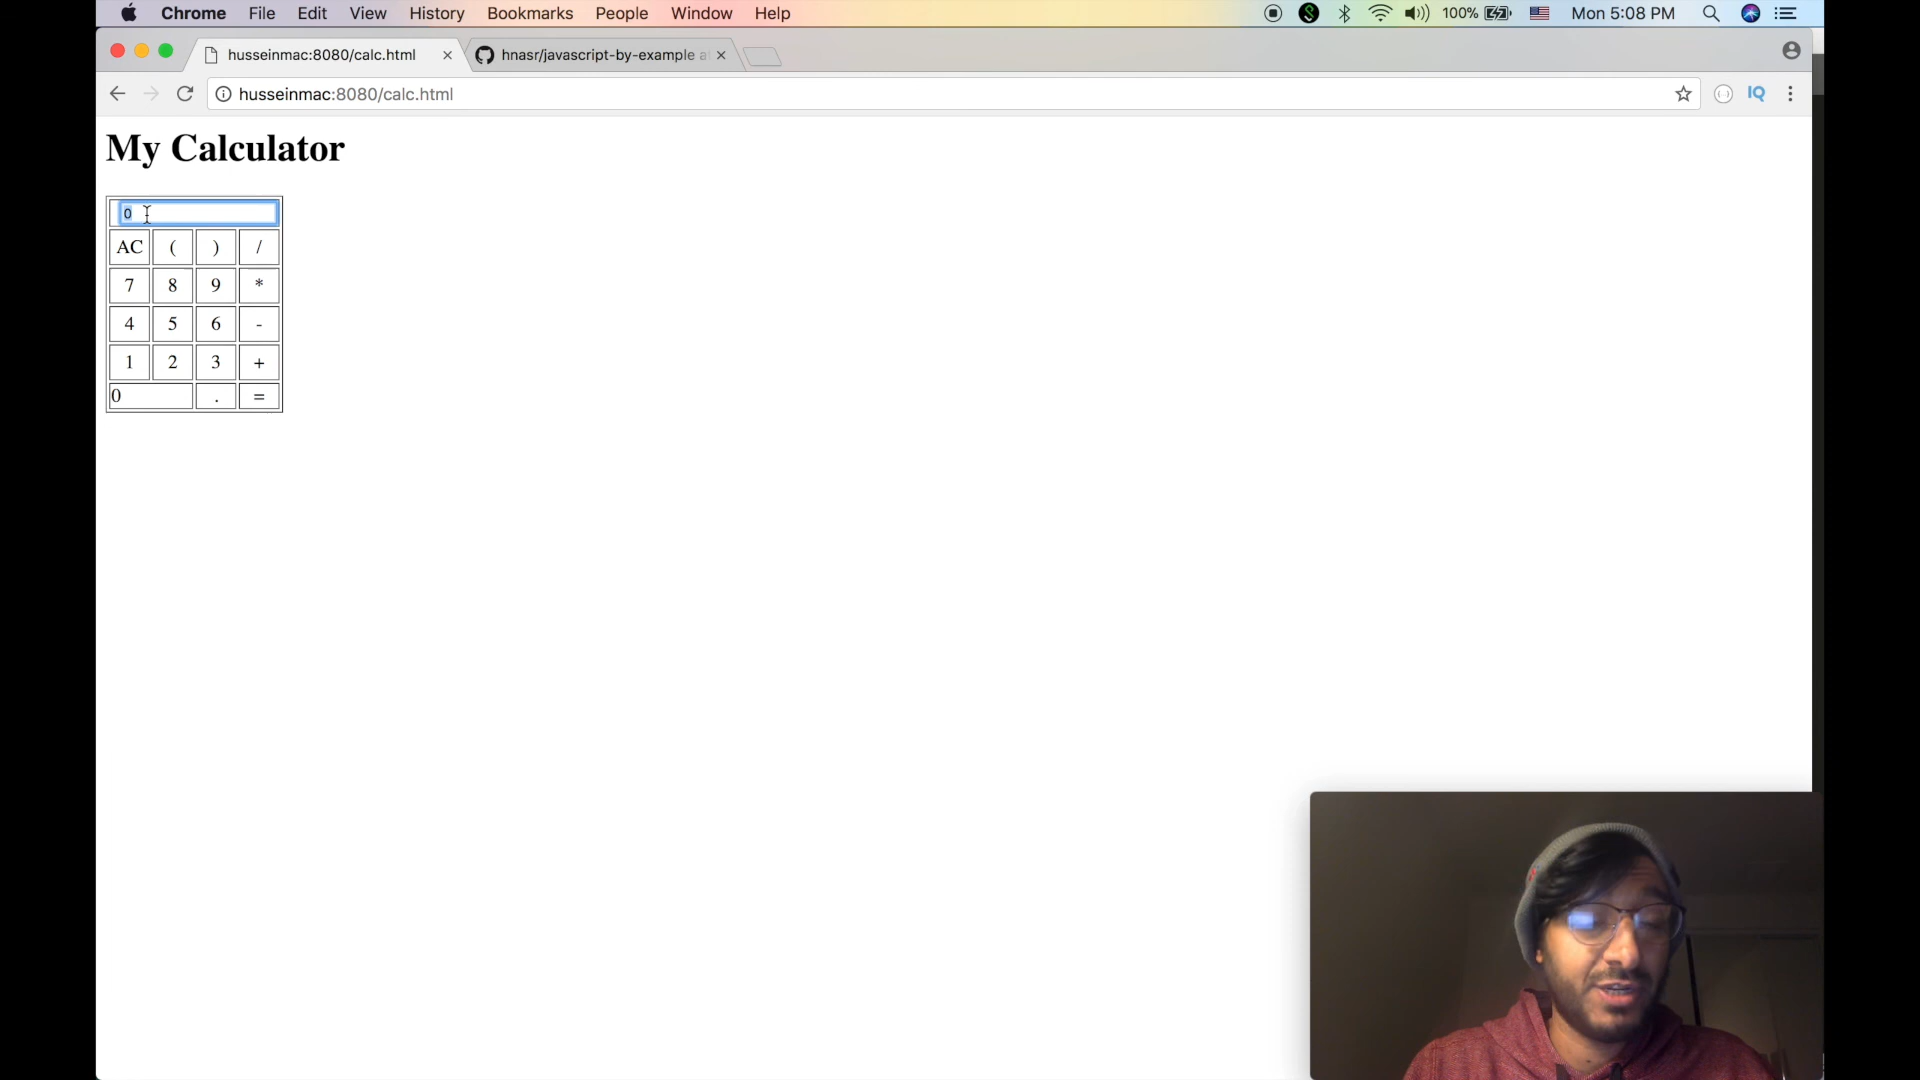 Chrome File Edit View History Bookmarks People Window Help 100% Mon 5:08 PM
husseinmac:8080/calc.html hnasr/javascript-by-example a
husseinmac:8080/calc.html IQ
My Calculator
0
AC ( ) /
7 8 9 *
4 5 6 -
1 2 3 +
0 . =